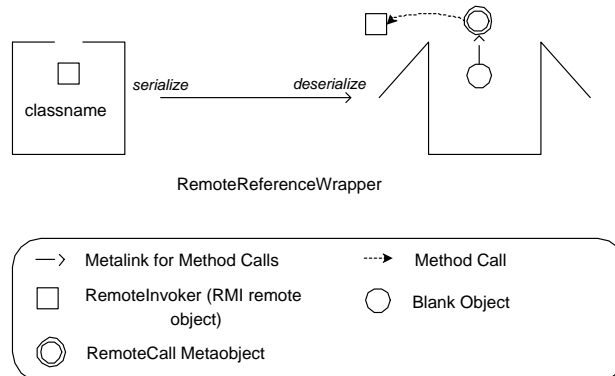 serialize deserialize
classname
RemoteReferenceWrapper
Metalink for Method Calls Method Call
RemoteInvoker (RMI remote Blank Object
object)
RemoteCall Metaobject